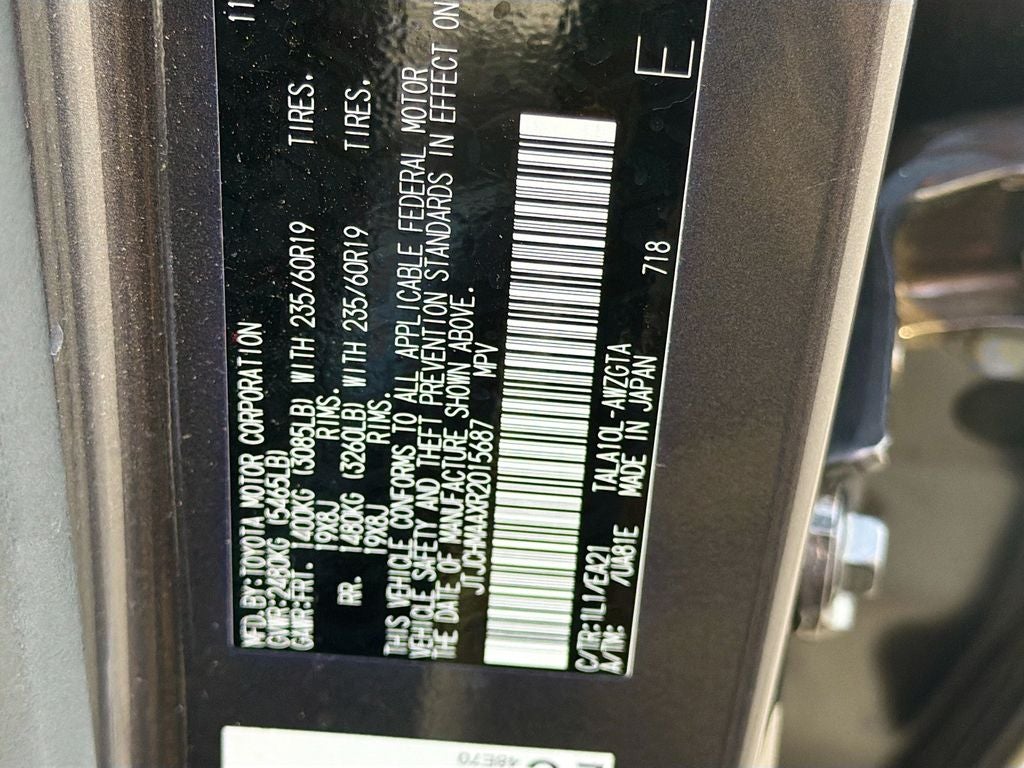 MFD.BY:TOYOTA MOTOR CORPORATION 11
GVWR:2480KG (5465LB)
GAWR:FRT. 1400KG (3085LB) WITH 235/60R19 TIRES.
19X8J RIMS.
RR. 1480KG (3260LB) WITH 235/60R19 TIRES.
19X8J RIMS.
THIS VEHICLE CONFORMS TO ALL APPLICABLE FEDERAL MOTOR
VEHICLE SAFETY AND THEFT PREVENTION STANDARDS IN EFFECT ON
THE DATE OF MANUFACTURE SHOWN ABOVE.
JTJCHMAAXR2015687 MPV
C/TR:1L1/EA21 TALA10L-AWZGTA
A/TM: /UA81E MADE IN JAPAN 718 E
48E70